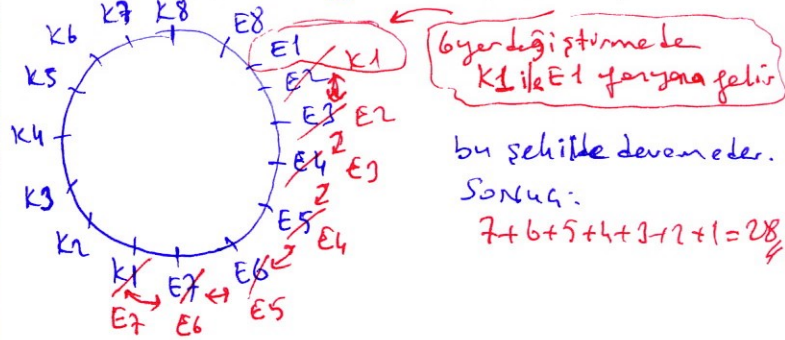 K8
K7
E8
K6
E1
K1
E2
K5
E3
E2
K4
E4
E3
K3
E5
E4
K2
K1
E7
E6
E7
E6
E5
6 yer değiştirmede
K1 ile E1 yanyana gelir
bu şekilde devam eder.
SONUÇ:
7+6+5+4+3+2+1=28